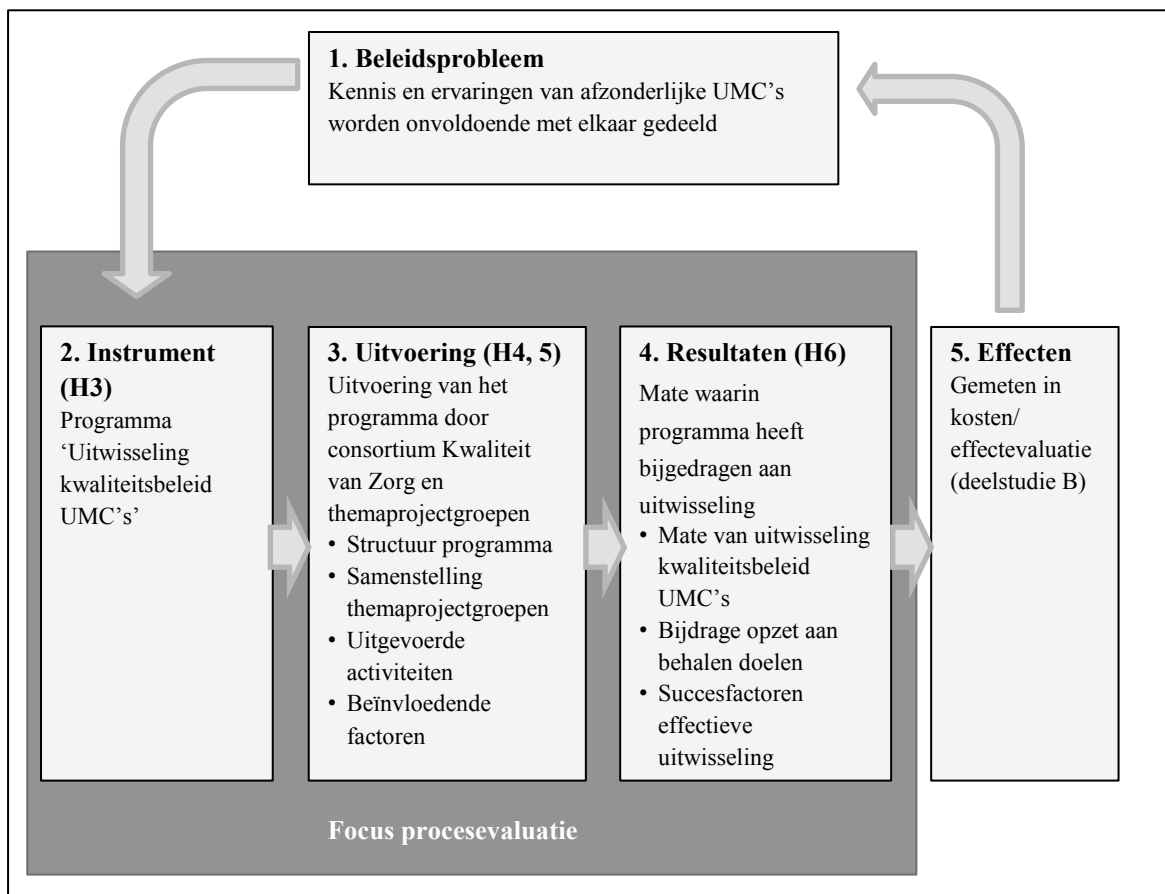 1. Beleidsprobleem
Kennis en ervaringen van afzonderlijke UMC’s
worden onvoldoende met elkaar gedeeld
2. Instrument
(H3)
Programma
‘Uitwisseling
kwaliteitsbeleid
UMC’s’
3. Uitvoering (H4, 5)
Uitvoering van het
programma door
consortium Kwaliteit
van Zorg en
themaprojectgroepen
• Structuur programma
• Samenstelling
themaprojectgroepen
• Uitgevoerde
activiteiten
• Beïnvloedende
factoren
4. Resultaten (H6)
Mate waarin
programma heeft
bijgedragen aan
uitwisseling
• Mate van uitwisseling
kwaliteitsbeleid
UMC’s
• Bijdrage opzet aan
behalen doelen
• Succesfactoren
effectieve
uitwisseling
5. Effecten
Gemeten in
kosten/
effectevaluatie
(deelstudie B)
Focus procesevaluatie